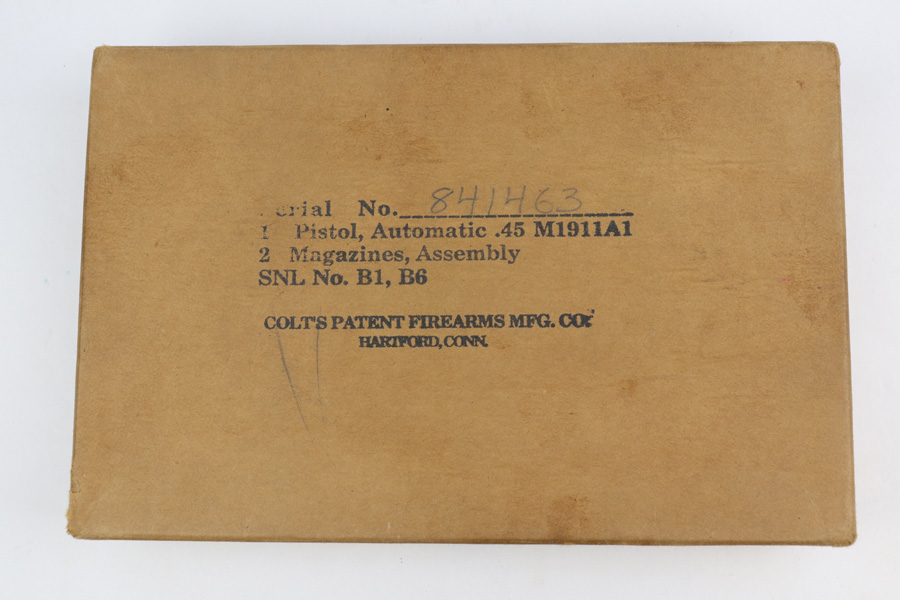 Serial No. 841463
1 Pistol, Automatic .45 M1911A1
2 Magazines, Assembly
SNL No. B1, B6
COLT'S PATENT FIREARMS MFG. CO.
HARTFORD, CONN.